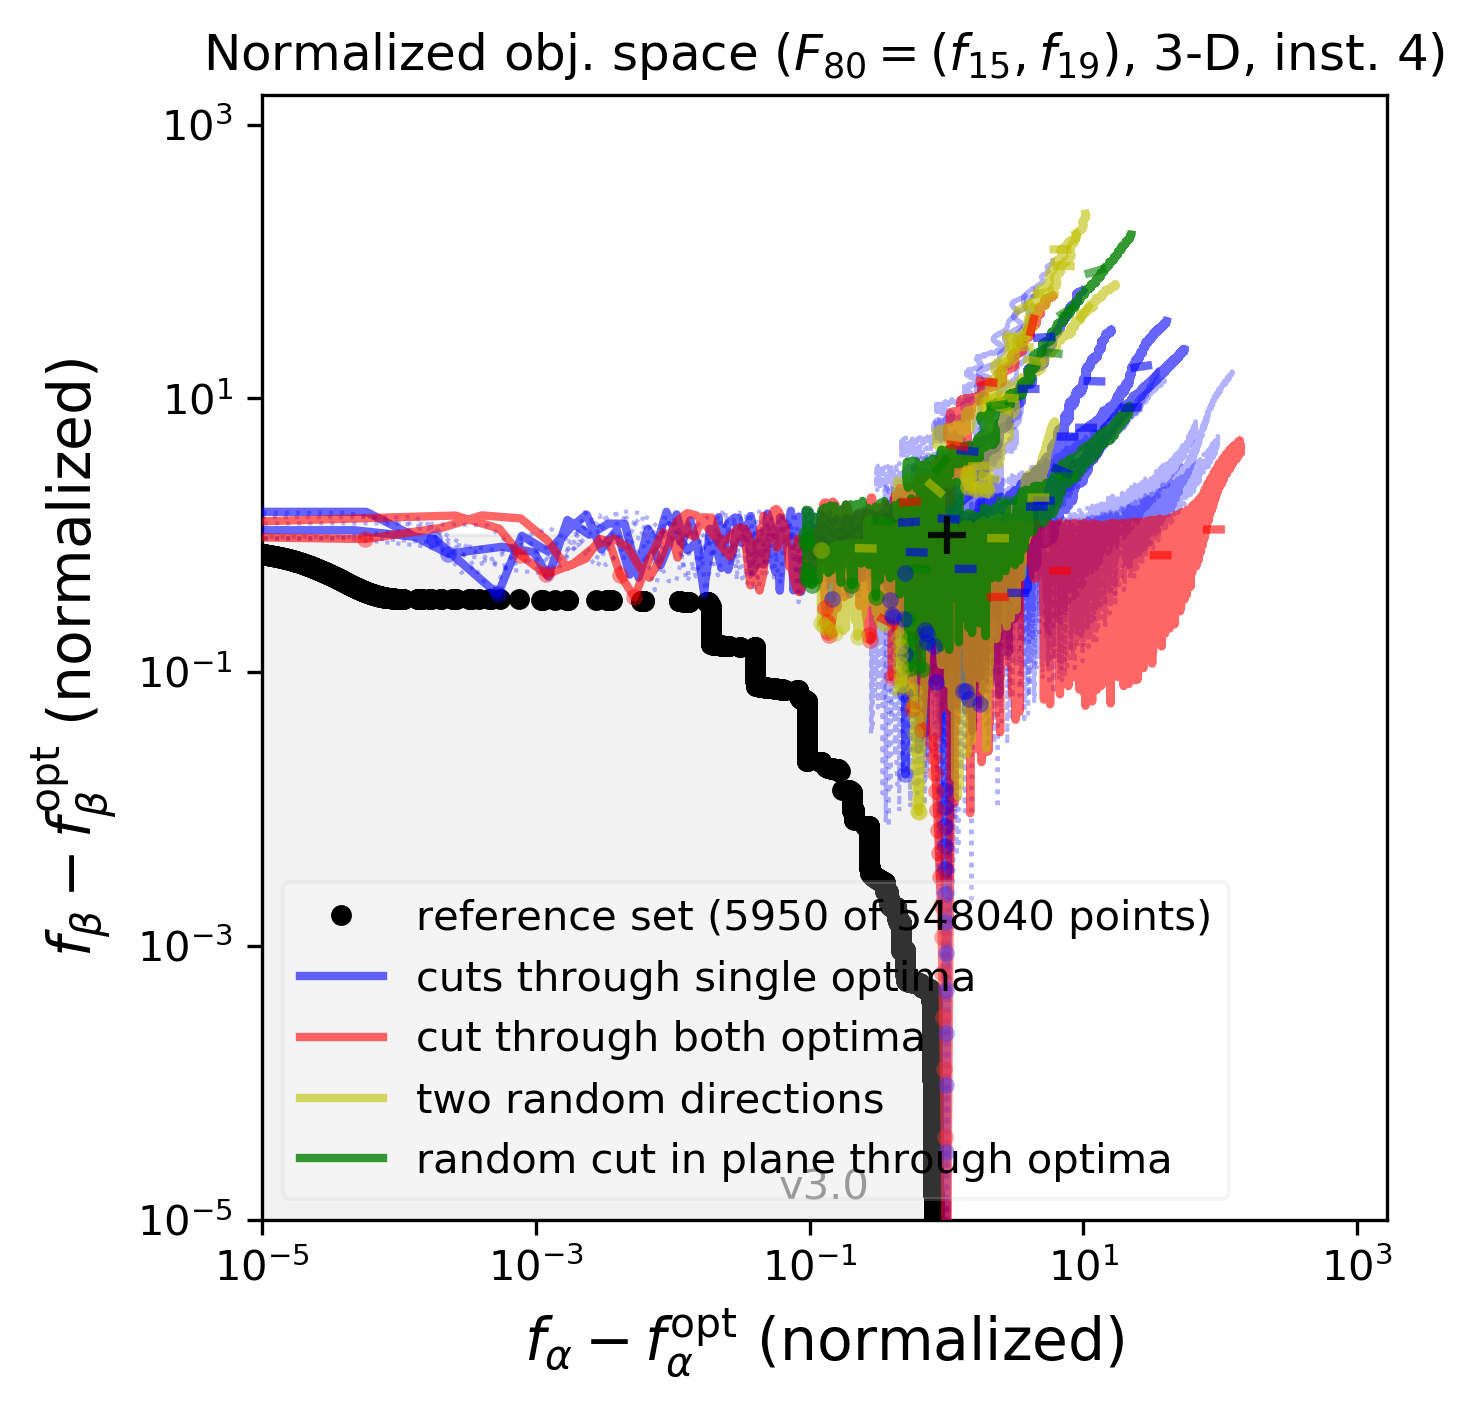 Normalized obj. space (F₈₀ = (f₁₅, f₁₉), 3-D, inst. 4)
10³
10¹
10⁻¹
10⁻³
10⁻⁵
f_β − f_β^opt (normalized)
reference set (5950 of 548040 points)
cuts through single optima
cut through both optima
two random directions
random cut in plane through optima
v3.0
10⁻⁵
10⁻³
10⁻¹
10¹
10³
f_α − f_α^opt (normalized)